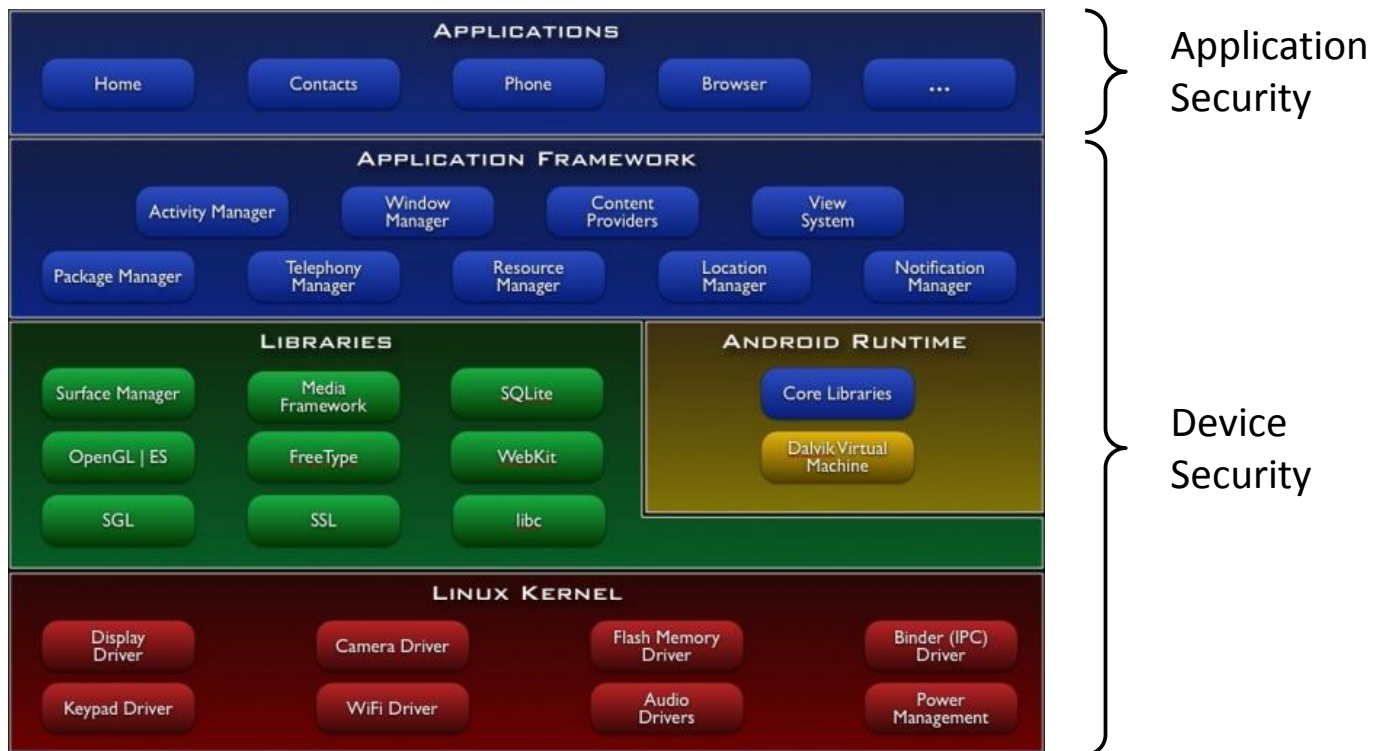 APPLICATIONS
Home
Contacts
Phone
Browser
...
Application
Security
APPLICATION FRAMEWORK
Activity Manager
Window
Manager
Content
Providers
View
System
Package Manager
Telephony
Manager
Resource
Manager
Location
Manager
Notification
Manager
LIBRARIES
Surface Manager
Media
Framework
SQLite
OpenGL | ES
FreeType
WebKit
SGL
SSL
libc
ANDROID RUNTIME
Core Libraries
Dalvik Virtual
Machine
Device
Security
LINUX KERNEL
Display
Driver
Camera Driver
Flash Memory
Driver
Binder (IPC)
Driver
Keypad Driver
WiFi Driver
Audio
Drivers
Power
Management